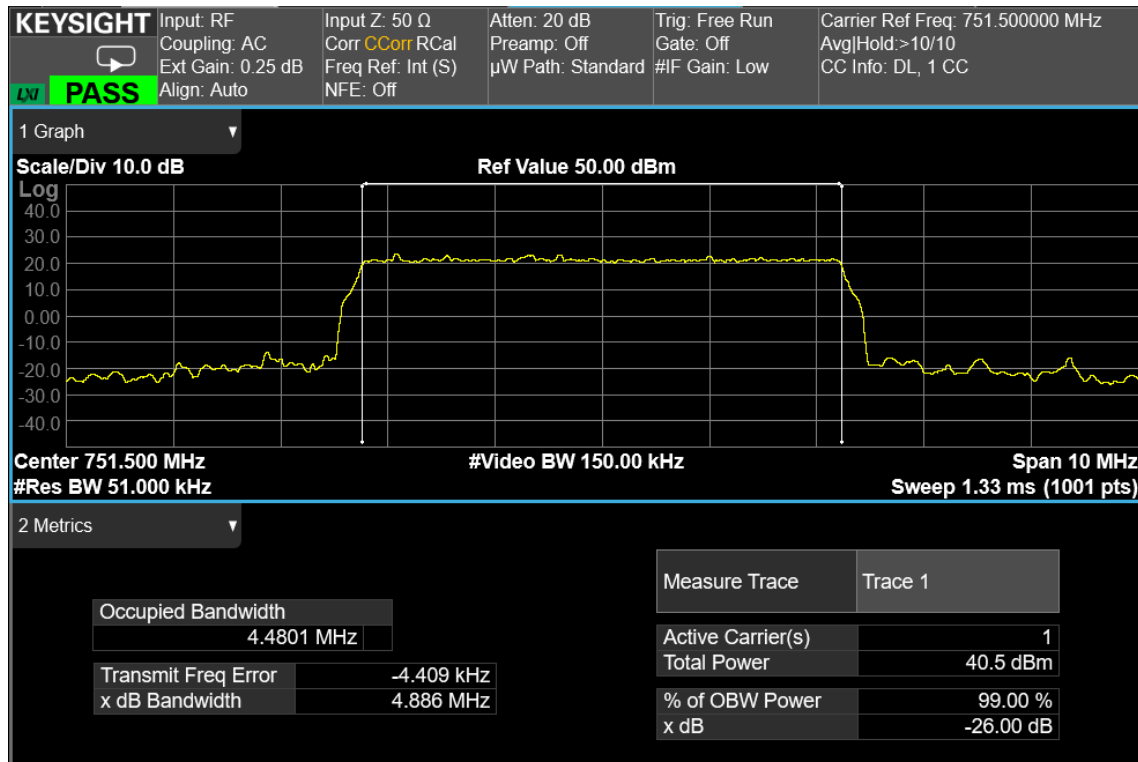 KEYSIGHT
LXI
PASS
Input: RF
Coupling: AC
Ext Gain: 0.25 dB
Align: Auto
Input Z: 50 Ω
Corr CCorr RCal
Freq Ref: Int (S)
NFE: Off
Atten: 20 dB
Preamp: Off
µW Path: Standard
Trig: Free Run
Gate: Off
#IF Gain: Low
Carrier Ref Freq: 751.500000 MHz
Avg|Hold:>10/10
CC Info: DL, 1 CC
1 Graph
Scale/Div 10.0 dB
Ref Value 50.00 dBm
Log
40.0
30.0
20.0
10.0
0.00
-10.0
-20.0
-30.0
-40.0
Center 751.500 MHz
#Video BW 150.00 kHz
Span 10 MHz
#Res BW 51.000 kHz
Sweep 1.33 ms (1001 pts)
2 Metrics
Occupied Bandwidth
4.4801 MHz
Transmit Freq Error -4.409 kHz
x dB Bandwidth 4.886 MHz
Measure Trace Trace 1
Active Carrier(s) 1
Total Power 40.5 dBm
% of OBW Power 99.00 %
x dB -26.00 dB